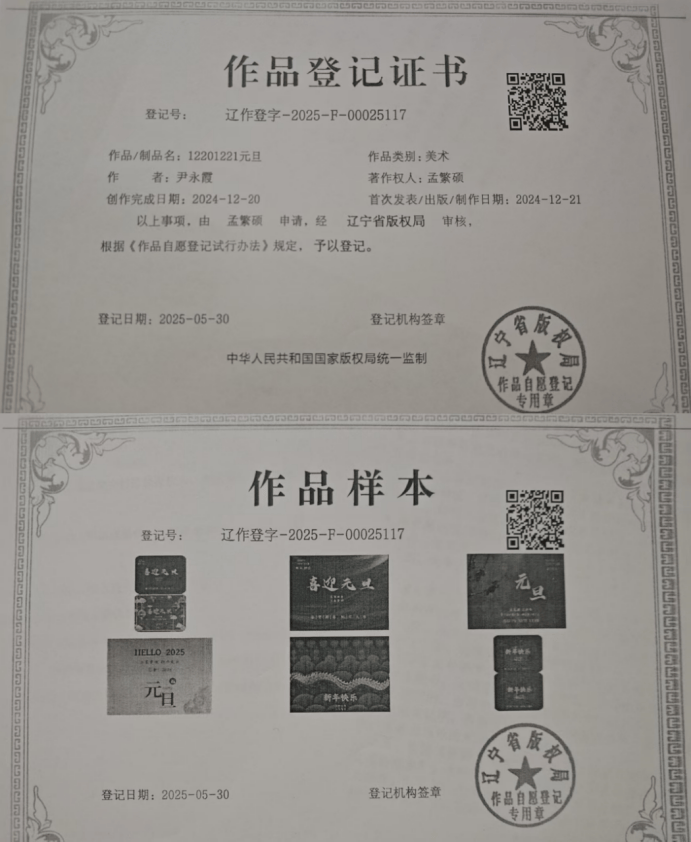 作品登记证书
登记号： 辽作登字-2025-F-00025117
作品/制品名：12201221元旦 作品类别：美术
作 者：尹永霞 著作权人：孟繁硕
创作完成日期：2024-12-20 首次发表/出版/制作日期：2024-12-21
以上事项，由 孟繁硕 申请，经 辽宁省版权局 审核，
根据《作品自愿登记试行办法》规定，予以登记。
登记日期：2025-05-30 登记机构签章
中华人民共和国国家版权局统一监制
辽宁省版权局
作品自愿登记
专用章
作品样本
登记号： 辽作登字-2025-F-00025117
喜迎元旦
喜迎元旦
喜迎元旦
元旦
HELLO 2025
元旦
新年快乐
新年快乐
新年快乐
登记日期：2025-05-30 登记机构签章
辽宁省版权局
作品自愿登记
专用章